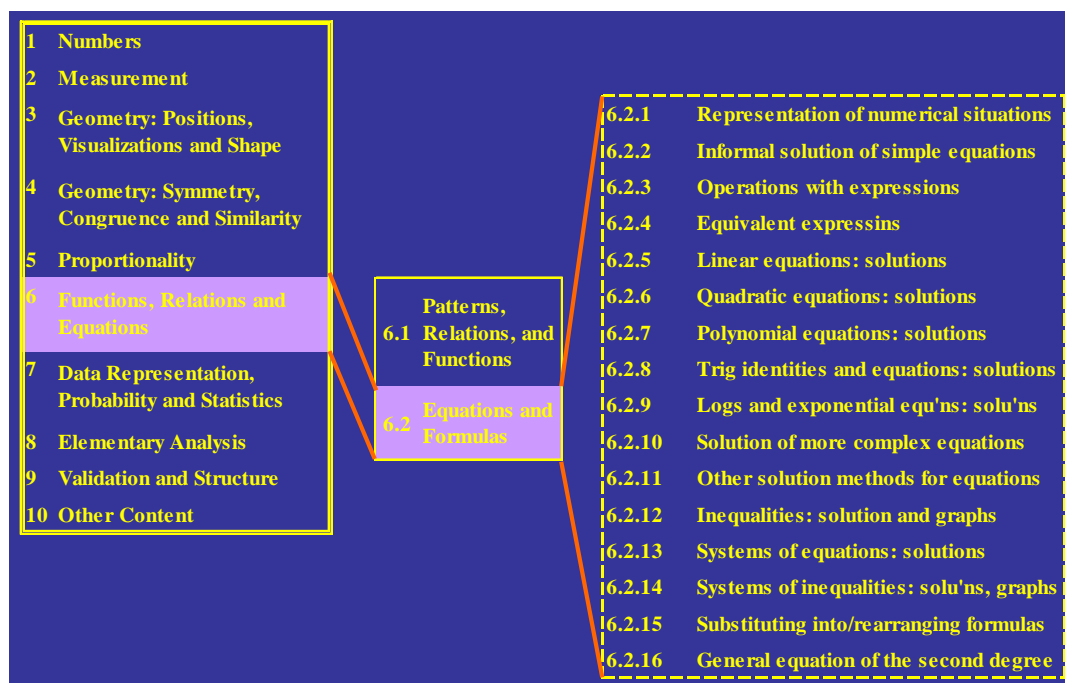 1 Numbers
2 Measurement
3 Geometry: Positions,
Visualizations and Shape
4 Geometry: Symmetry,
Congruence and Similarity
5 Proportionality
6 Functions, Relations and
Equations
7 Data Representation,
Probability and Statistics
8 Elementary Analysis
9 Validation and Structure
10 Other Content
Patterns,
6.1 Relations, and
Functions
6.2 Equations and
Formulas
6.2.1 Representation of numerical situations
6.2.2 Informal solution of simple equations
6.2.3 Operations with expressions
6.2.4 Equivalent expressins
6.2.5 Linear equations: solutions
6.2.6 Quadratic equations: solutions
6.2.7 Polynomial equations: solutions
6.2.8 Trig identities and equations: solutions
6.2.9 Logs and exponential equ'ns: solu'ns
6.2.10 Solution of more complex equations
6.2.11 Other solution methods for equations
6.2.12 Inequalities: solution and graphs
6.2.13 Systems of equations: solutions
6.2.14 Systems of inequalities: solu'ns, graphs
6.2.15 Substituting into/rearranging formulas
6.2.16 General equation of the second degree